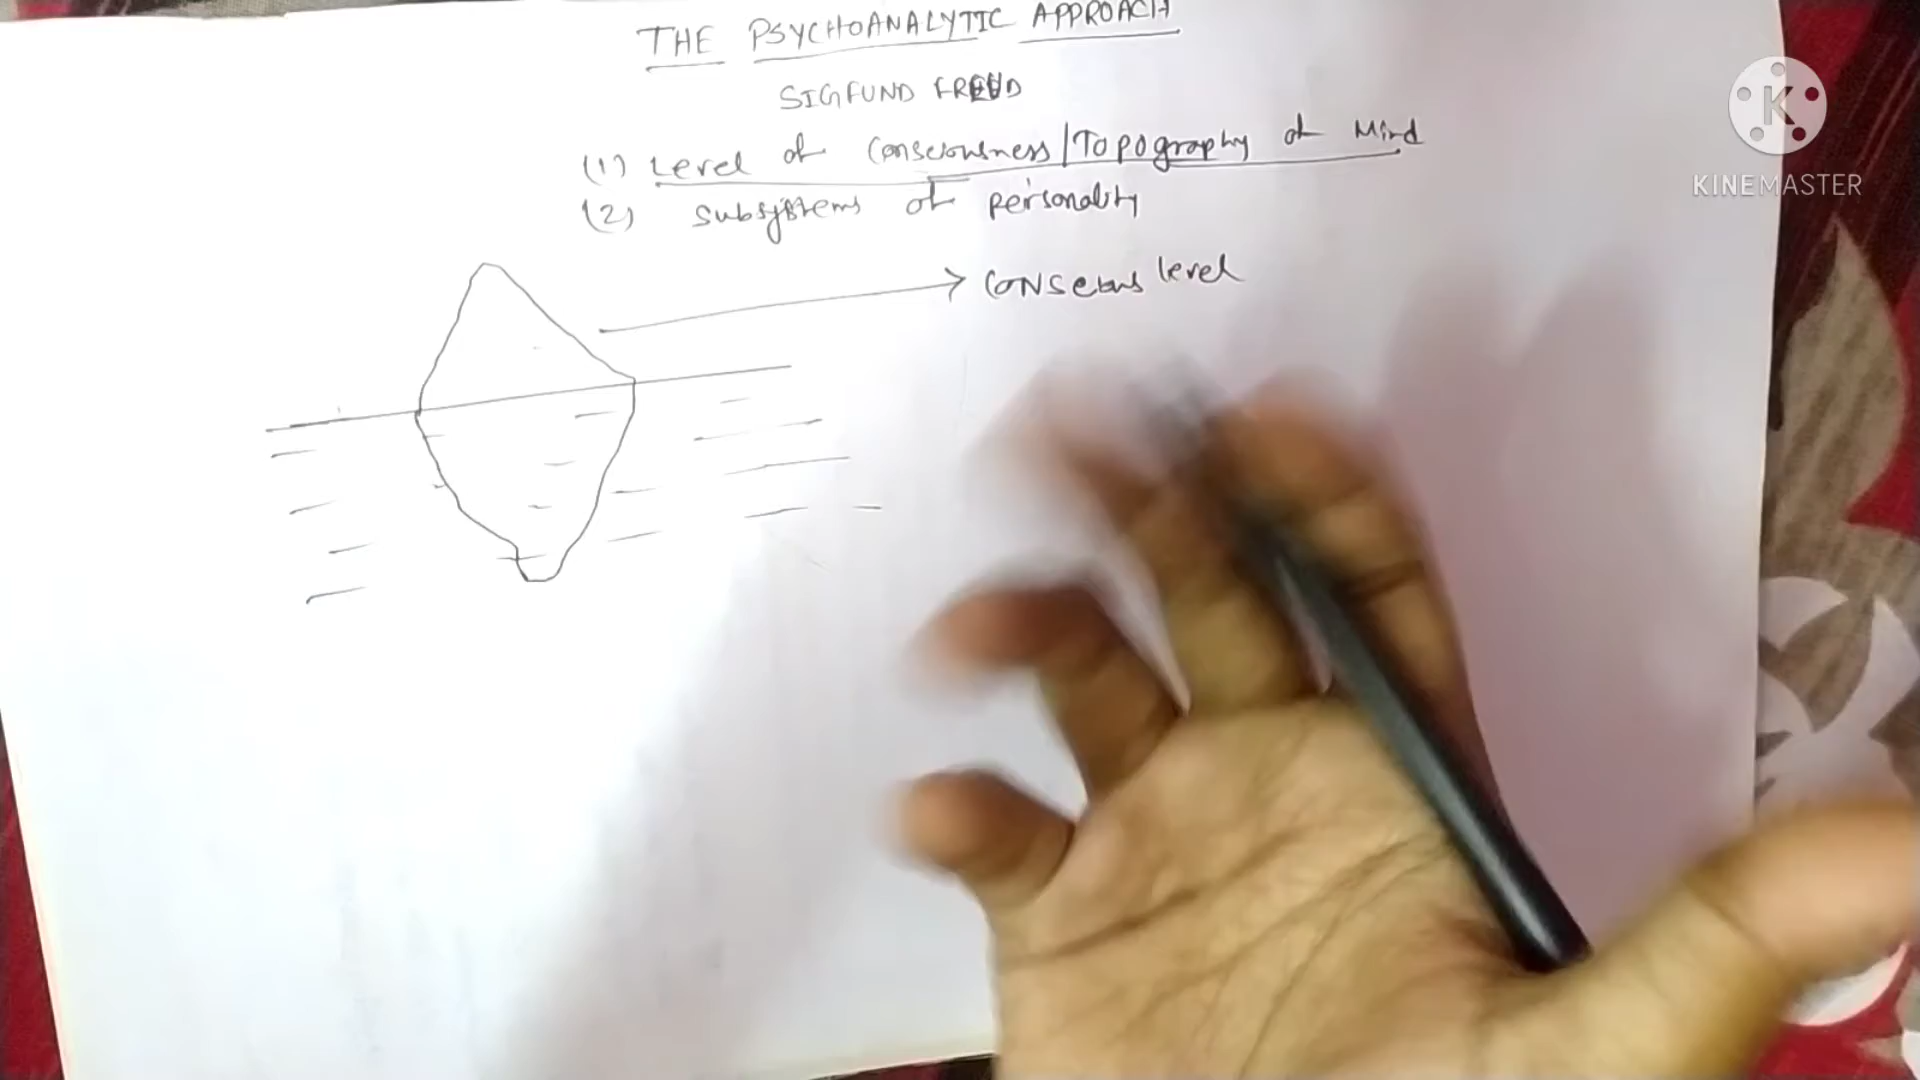 THE PSYCHOANALYTIC APPROACH
SIGFUND FREUD
(1) Level of Consciousness/Topography of Mind
(2) subsystems of personality
Conscious level
K
KINEMASTER